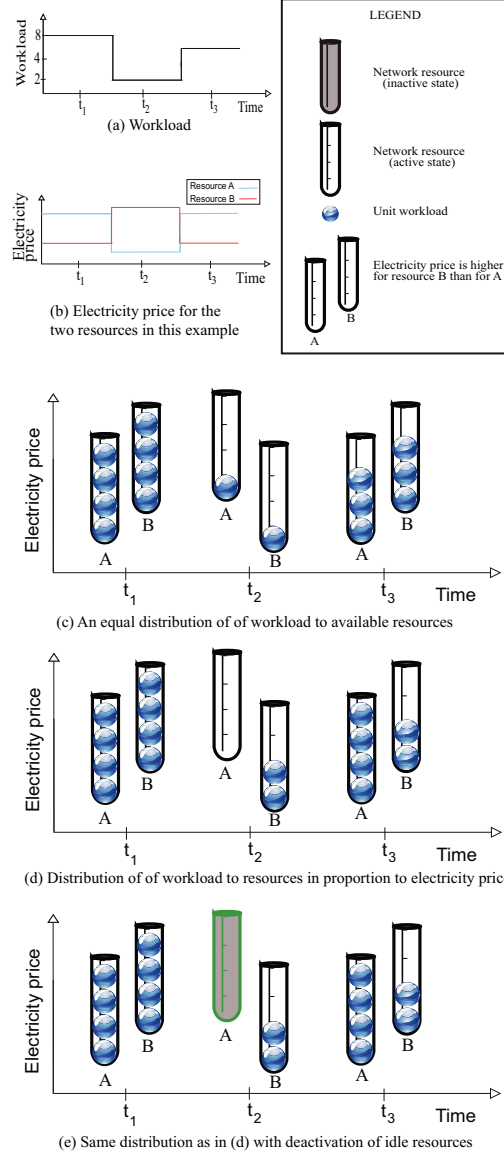 Workload
8
4
2
t1 t2 t3 Time
(a) Workload
Electricity
price
Resource A
Resource B
t1 t2 t3 Time
(b) Electricity price for the
two resources in this example
LEGEND
Network resource
(inactive state)
Network resource
(active state)
Unit workload
Electricity price is higher
for resource B than for A
A
B
Electricity price
A B A B A B
t1 t2 t3 Time
(c) An equal distribution of of workload to available resources
Electricity price
A B A B A B
t1 t2 t3 Time
(d) Distribution of of workload to resources in proportion to electricity pric
Electricity price
A B A B A B
t1 t2 t3 Time
(e) Same distribution as in (d) with deactivation of idle resources